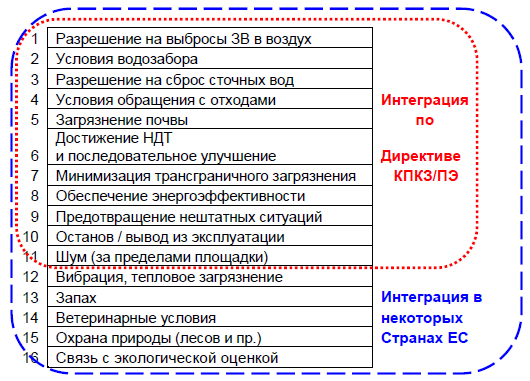 1 Разрешение на выбросы ЗВ в воздух
2 Условия водозабора
3 Разрешение на сброс сточных вод
4 Условия обращения с отходами
5 Загрязнение почвы
Достижение НДТ
6 и последовательное улучшение
7 Минимизация трансграничного загрязнения
8 Обеспечение энергоэффективности
9 Предотвращение нештатных ситуаций
10 Останов / вывод из эксплуатации
11 Шум (за пределами площадки)
12 Вибрация, тепловое загрязнение
13 Запах
14 Ветеринарные условия
15 Охрана природы (лесов и пр.)
16 Связь с экологической оценкой
Интеграция
по
Директиве
КПКЗ/ПЭ
Интеграция в
некоторых
Странах ЕС